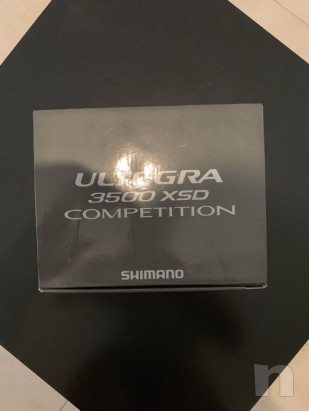 ULTEGRA
3500 XSD
COMPETITION
SHIMANO
n